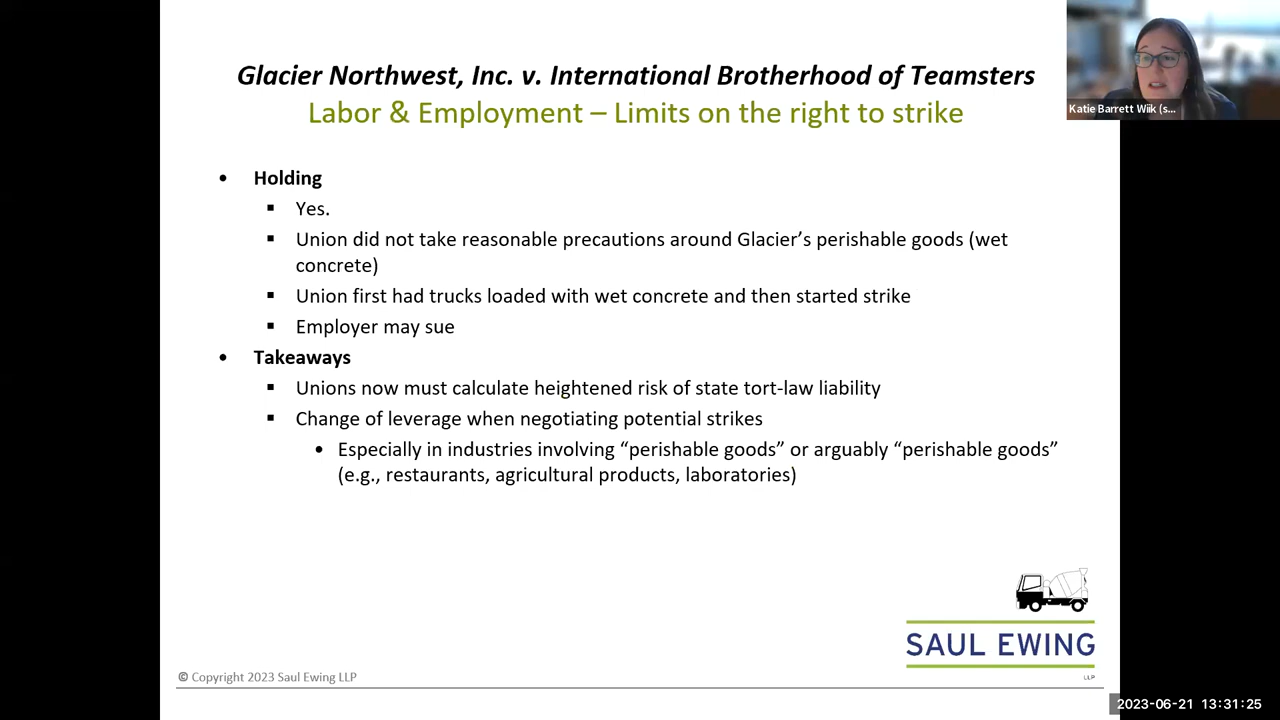 Glacier Northwest, Inc. v. International Brotherhood of Teamsters
Labor & Employment – Limits on the right to strike
Katie Barrett Wiik (s...
• Holding
▪ Yes.
▪ Union did not take reasonable precautions around Glacier’s perishable goods (wet
concrete)
▪ Union first had trucks loaded with wet concrete and then started strike
▪ Employer may sue
• Takeaways
▪ Unions now must calculate heightened risk of state tort-law liability
▪ Change of leverage when negotiating potential strikes
• Especially in industries involving “perishable goods” or arguably “perishable goods”
(e.g., restaurants, agricultural products, laboratories)
SAUL EWING
LLP
© Copyright 2023 Saul Ewing LLP
2023-06-21 13:31:25